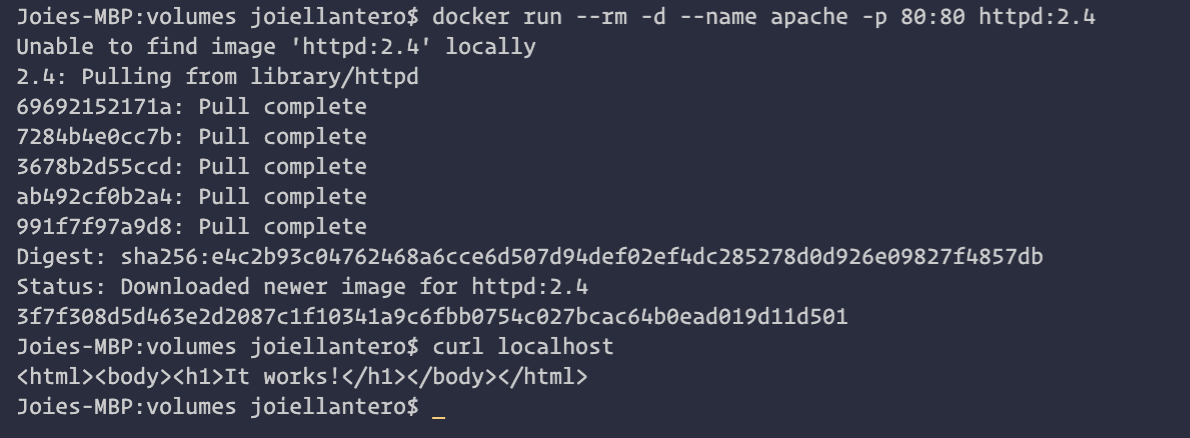 Joies-MBP:volumes joiellantero$ docker run --rm -d --name apache -p 80:80 httpd:2.4
Unable to find image 'httpd:2.4' locally
2.4: Pulling from library/httpd
69692152171a: Pull complete
7284b4e0cc7b: Pull complete
3678b2d55ccd: Pull complete
ab492cf0b2a4: Pull complete
991f7f97a9d8: Pull complete
Digest: sha256:e4c2b93c04762468a6cce6d507d94def02ef4dc285278d0d926e09827f4857db
Status: Downloaded newer image for httpd:2.4
3f7f308d5d463e2d2087c1f10341a9c6fbb0754c027bcac64b0ead019d11d501
Joies-MBP:volumes joiellantero$ curl localhost
<html><body><h1>It works!</h1></body></html>
Joies-MBP:volumes joiellantero$ _